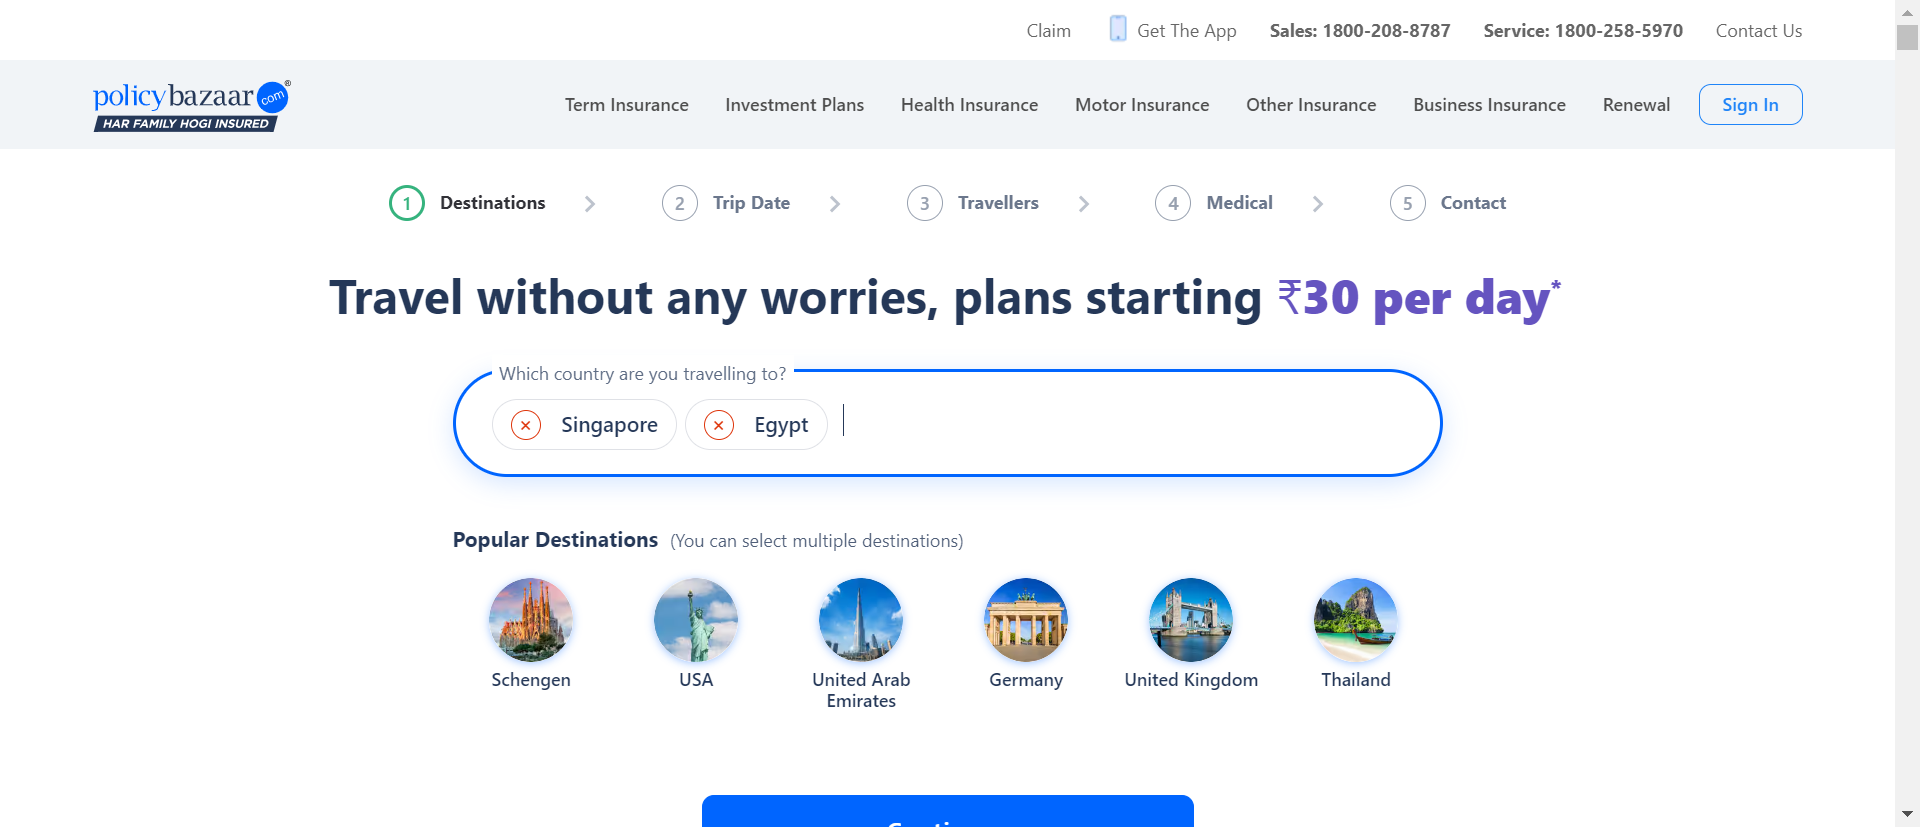 Claim
Get The App
Sales: 1800-208-8787
Service: 1800-258-5970
Contact Us
policybazaar com ®
HAR FAMILY HOGI INSURED
Term Insurance
Investment Plans
Health Insurance
Motor Insurance
Other Insurance
Business Insurance
Renewal
Sign In
1 Destinations
2 Trip Date
3 Travellers
4 Medical
5 Contact
Travel without any worries, plans starting ₹30 per day*
Which country are you travelling to?
Singapore
Egypt
Popular Destinations (You can select multiple destinations)
Schengen
USA
United Arab
Emirates
Germany
United Kingdom
Thailand